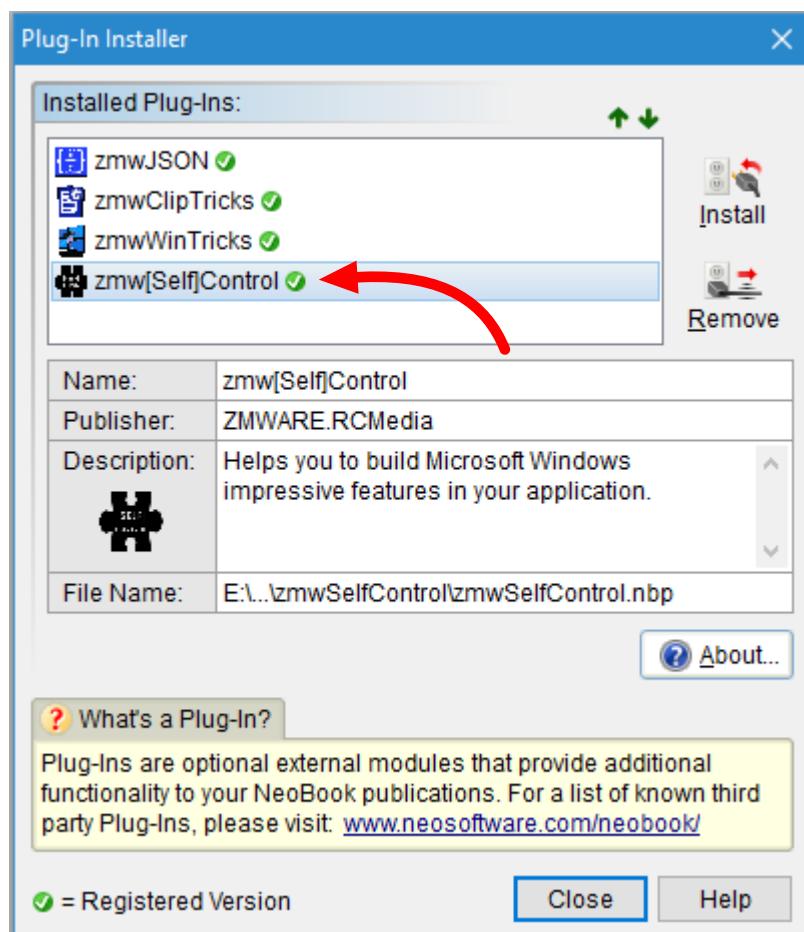 Plug-In Installer
Installed Plug-Ins:
zmwJSON
zmwClipTricks
zmwWinTricks
zmw[Self]Control
Install
Remove
Name: zmw[Self]Control
Publisher: ZMWARE.RCMedia
Description: Helps you to build Microsoft Windows
impressive features in your application.
SELF
File Name: E:\...\zmwSelfControl\zmwSelfControl.nbp
About...
? What's a Plug-In?
Plug-Ins are optional external modules that provide additional
functionality to your NeoBook publications. For a list of known third
party Plug-Ins, please visit: www.neosoftware.com/neobook/
= Registered Version
Close
Help